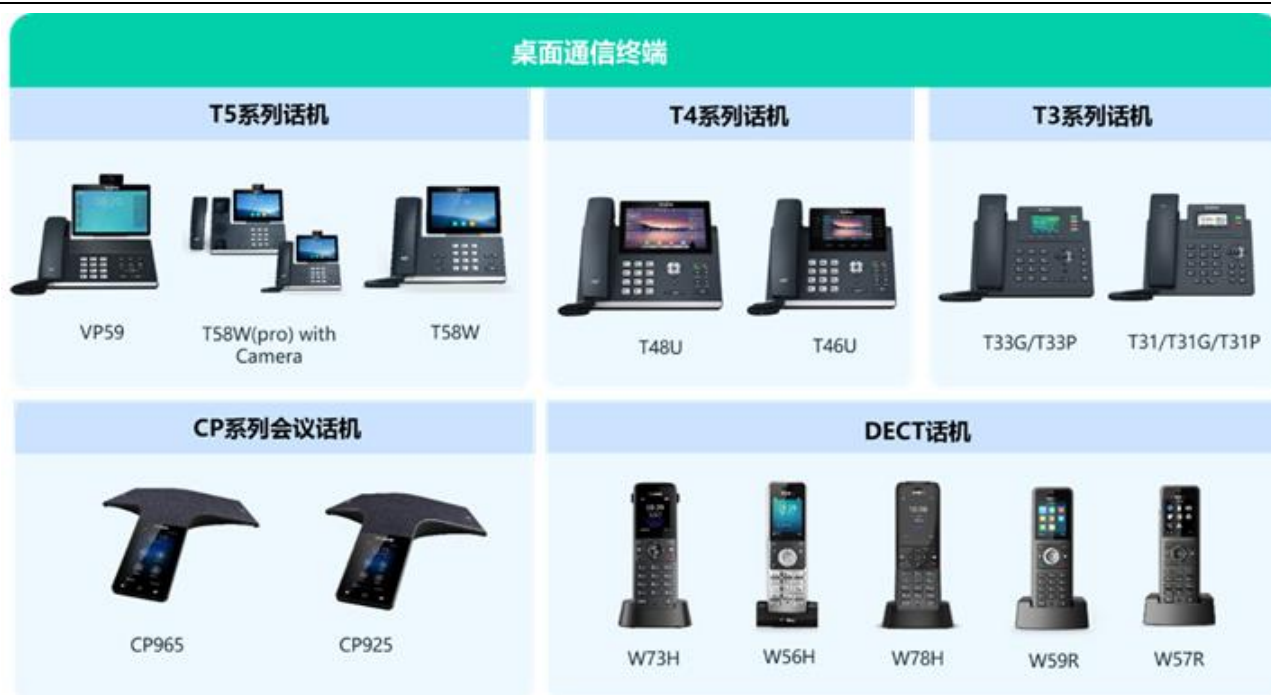 桌面通信终端
T5系列话机
T4系列话机
T3系列话机
VP59
T58W(pro) with
Camera
T58W
T48U
T46U
T33G/T33P
T31/T31G/T31P
CP系列会议话机
DECT话机
CP965
CP925
W73H
W56H
W78H
W59R
W57R